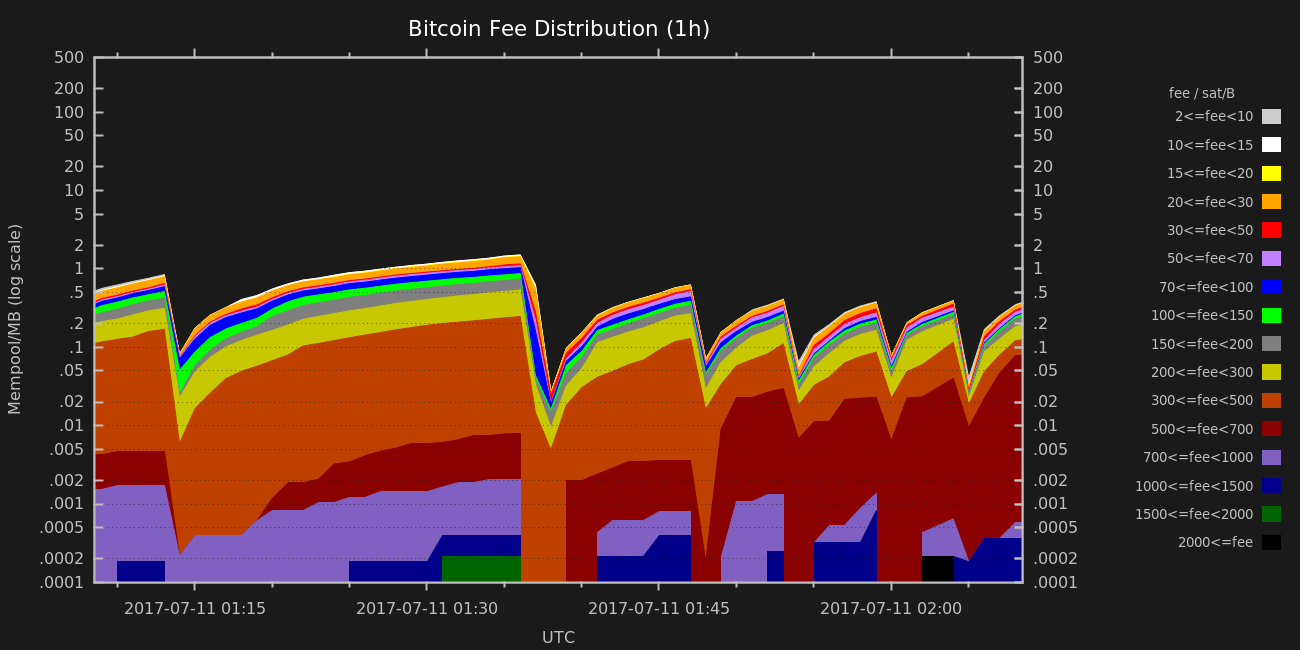 Bitcoin Fee Distribution (1h)
500 500
200 200
100 100
50 50
20 20
10 10
5 5
2 2
1 1
.5 .5
.2 .2
.1 .1
.05 .05
.02 .02
.01 .01
.005 .005
.002 .002
.001 .001
.0005 .0005
.0002 .0002
.0001 .0001
Mempool/MB (log scale)
2017-07-11 01:15 2017-07-11 01:30 2017-07-11 01:45 2017-07-11 02:00
UTC
fee / sat/B
2<=fee<10
10<=fee<15
15<=fee<20
20<=fee<30
30<=fee<50
50<=fee<70
70<=fee<100
100<=fee<150
150<=fee<200
200<=fee<300
300<=fee<500
500<=fee<700
700<=fee<1000
1000<=fee<1500
1500<=fee<2000
2000<=fee